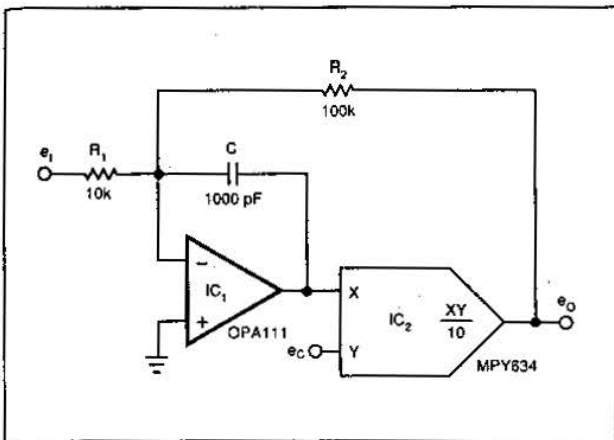 R2
100k
eI
R1
10k
C
1000 pF
−
IC1
+
OPA111
X
IC2
XY
10
eO
eC
Y
MPY634